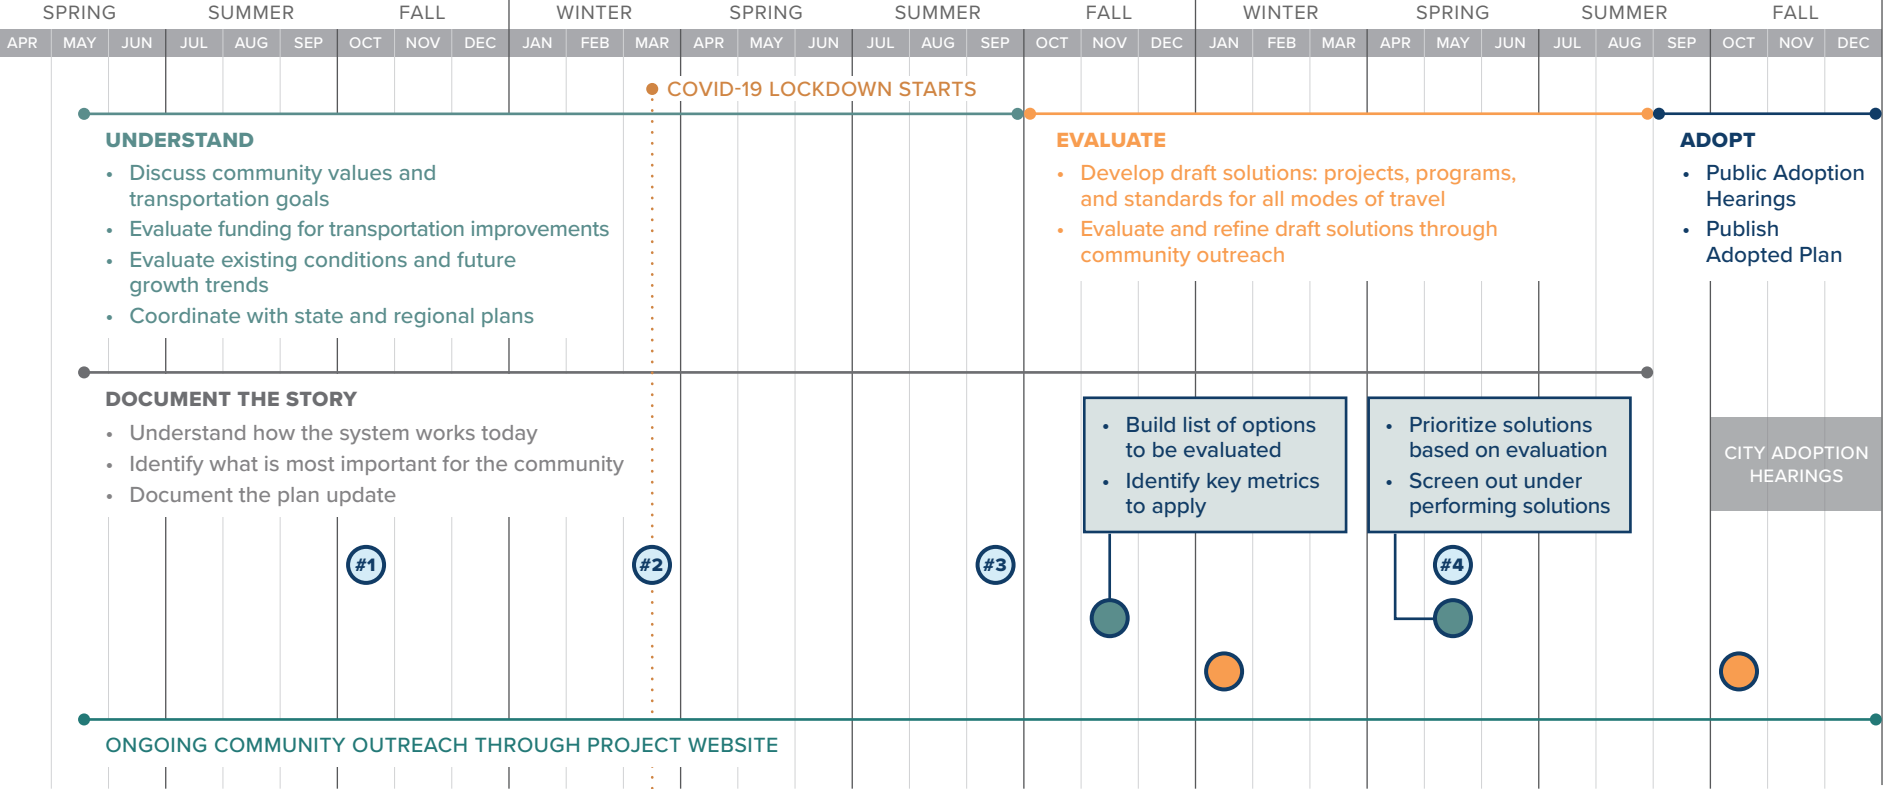 SPRING SUMMER FALL WINTER SPRING SUMMER FALL WINTER SPRING SUMMER FALL
APR MAY JUN JUL AUG SEP OCT NOV DEC JAN FEB MAR APR MAY JUN JUL AUG SEP OCT NOV DEC JAN FEB MAR APR MAY JUN JUL AUG SEP OCT NOV DEC
COVID-19 LOCKDOWN STARTS
UNDERSTAND
• Discuss community values and
transportation goals
• Evaluate funding for transportation improvements
• Evaluate existing conditions and future
growth trends
• Coordinate with state and regional plans
EVALUATE
• Develop draft solutions: projects, programs,
and standards for all modes of travel
• Evaluate and refine draft solutions through
community outreach
ADOPT
• Public Adoption
Hearings
• Publish
Adopted Plan
DOCUMENT THE STORY
• Understand how the system works today
• Identify what is most important for the community
• Document the plan update
• Build list of options
to be evaluated
• Identify key metrics
to apply
• Prioritize solutions
based on evaluation
• Screen out under
performing solutions
CITY ADOPTION
HEARINGS
#1 #2 #3 #4
ONGOING COMMUNITY OUTREACH THROUGH PROJECT WEBSITE